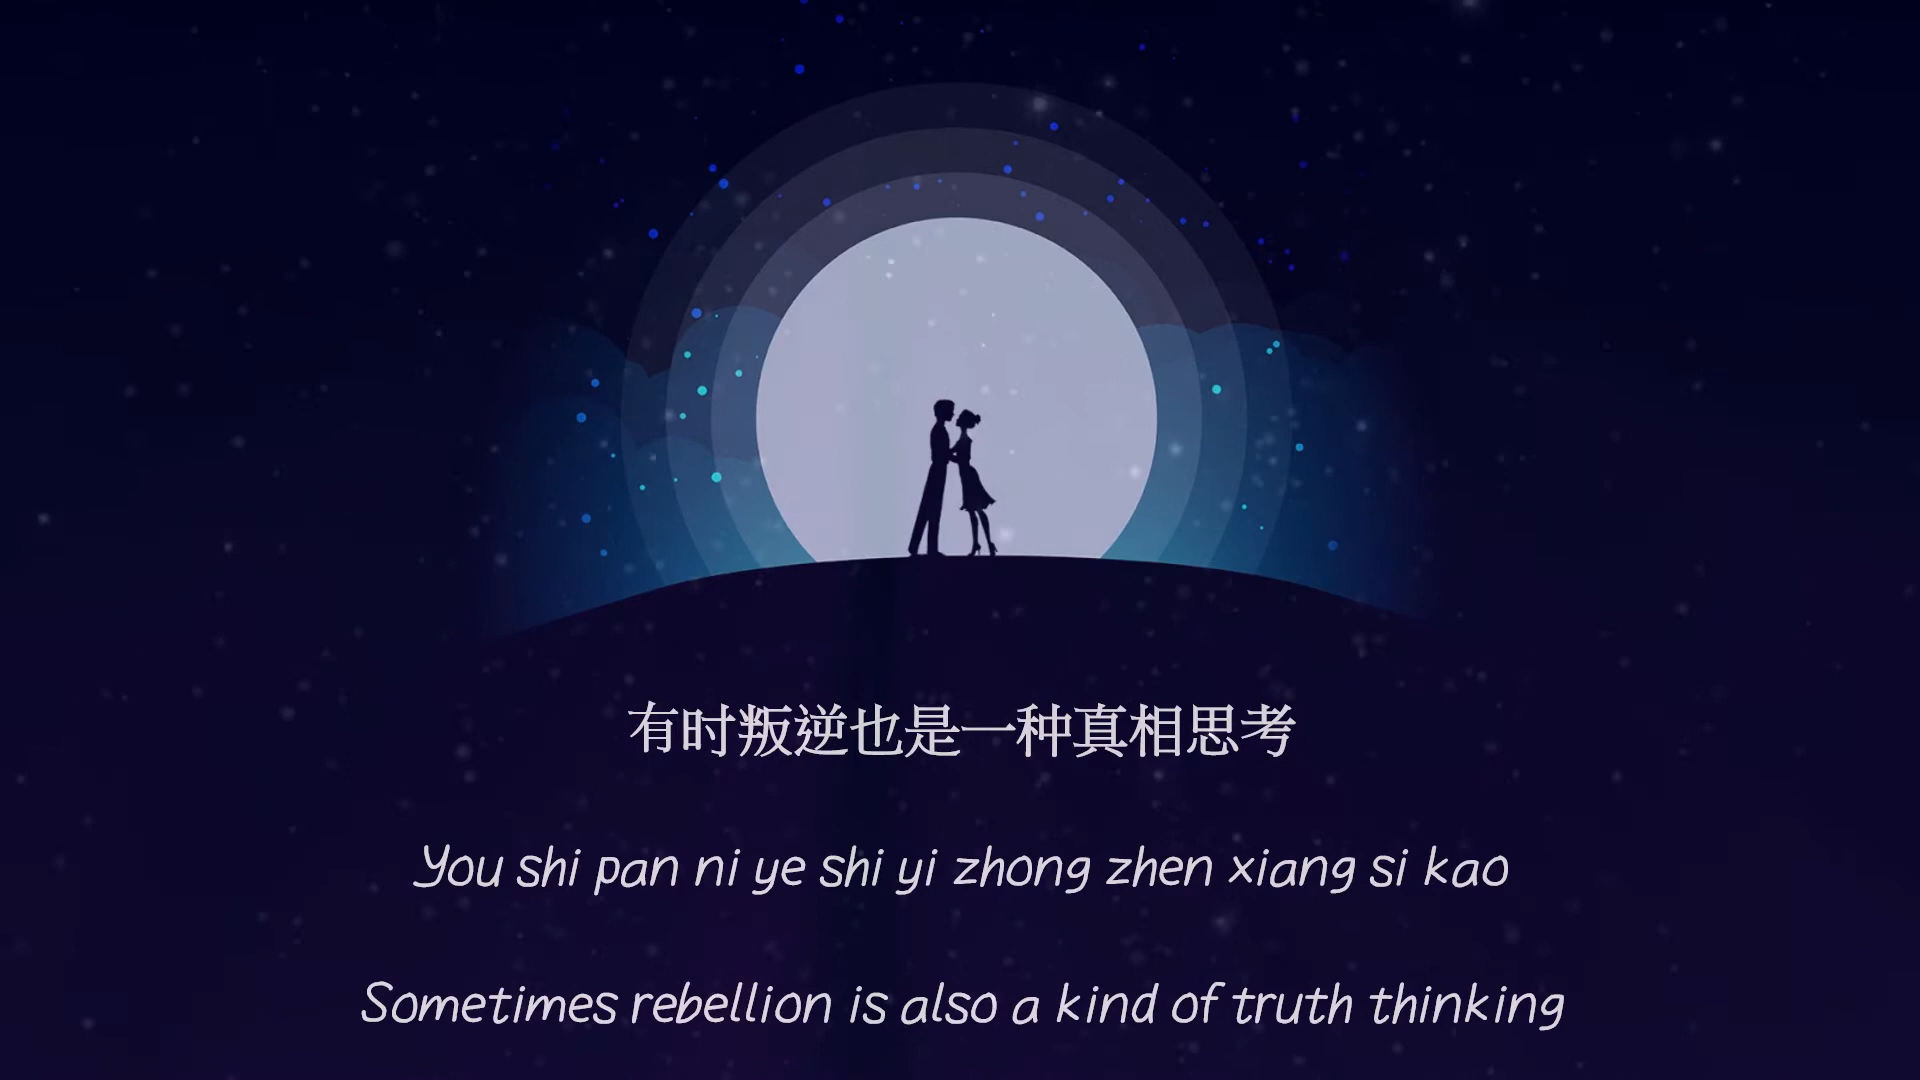 有时叛逆也是一种真相思考
You shi pan ni ye shi yi zhong zhen xiang si kao
Sometimes rebellion is also a kind of truth thinking